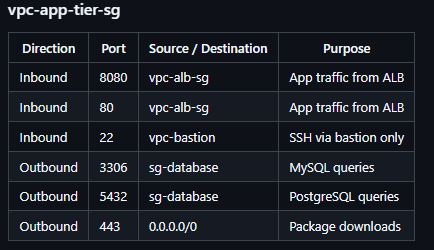 vpc-app-tier-sg
Direction Port Source / Destination Purpose
Inbound 8080 vpc-alb-sg App traffic from ALB
Inbound 80 vpc-alb-sg App traffic from ALB
Inbound 22 vpc-bastion SSH via bastion only
Outbound 3306 sg-database MySQL queries
Outbound 5432 sg-database PostgreSQL queries
Outbound 443 0.0.0.0/0 Package downloads